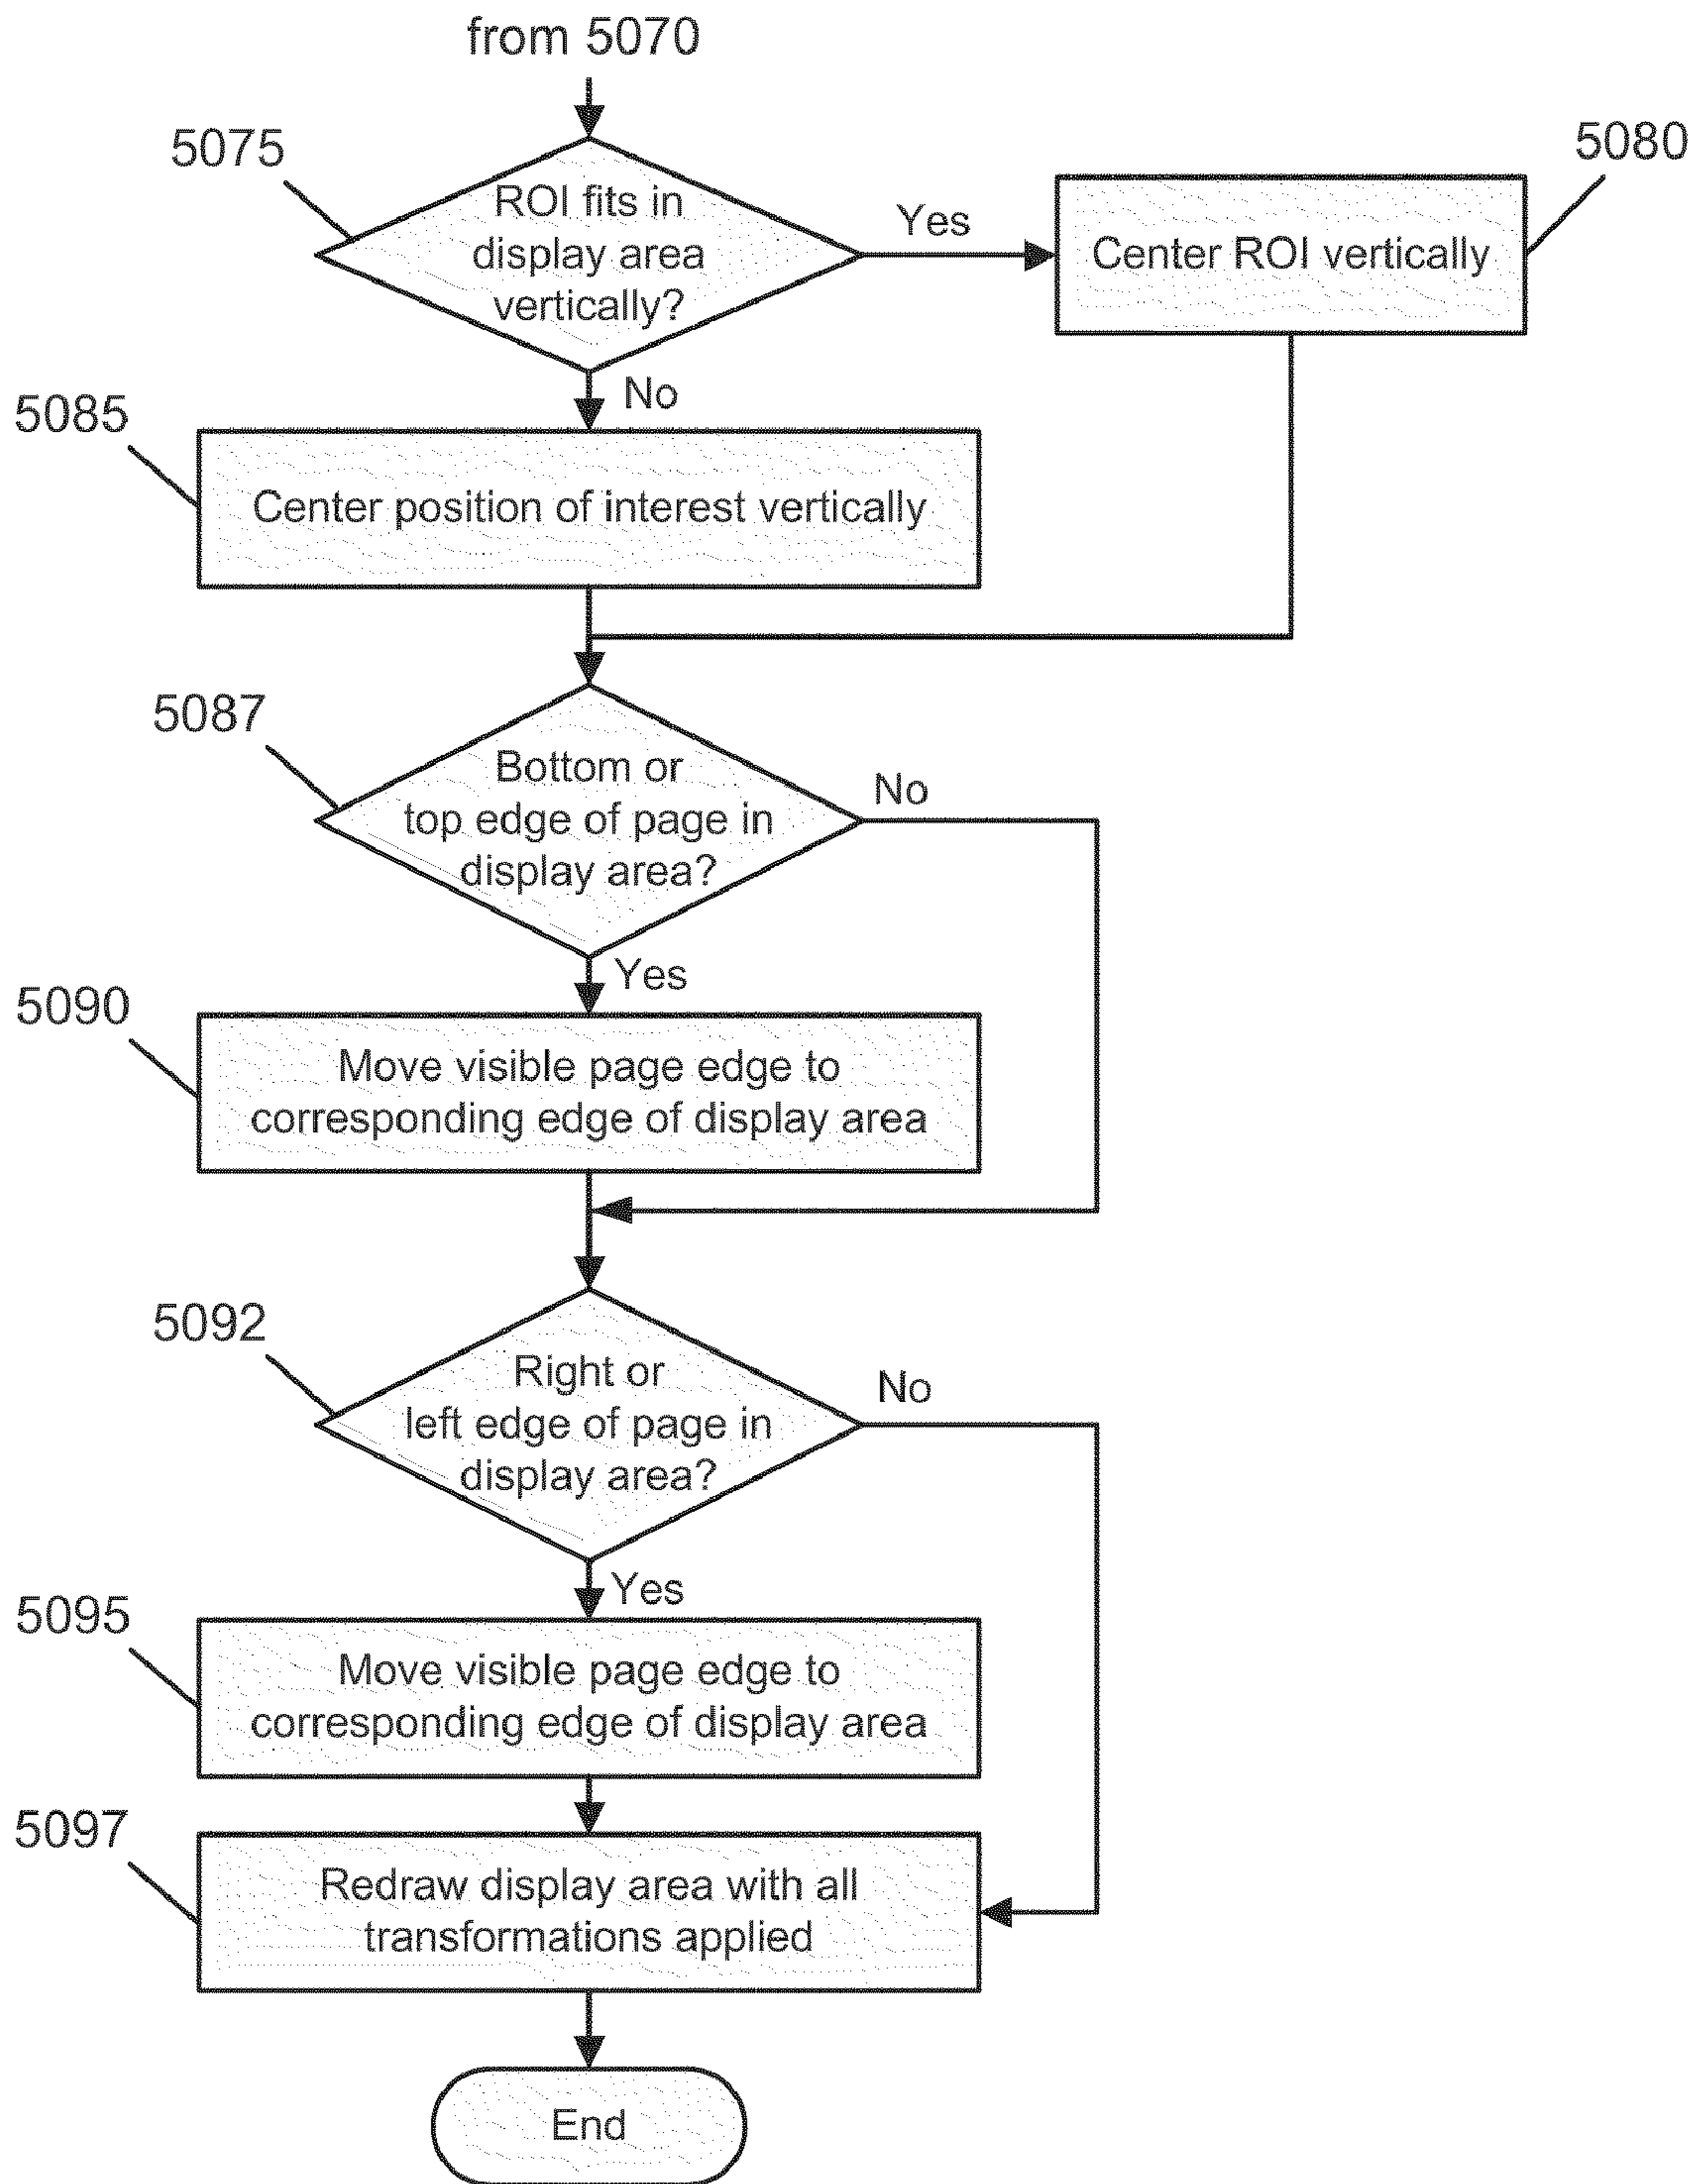 from 5070
5075
ROI fits in
display area
vertically?
Yes
5080
Center ROI vertically
No
5085
Center position of interest vertically
5087
Bottom or
top edge of page in
display area?
No
Yes
5090
Move visible page edge to
corresponding edge of display area
5092
Right or
left edge of page in
display area?
No
Yes
5095
Move visible page edge to
corresponding edge of display area
5097
Redraw display area with all
transformations applied
End